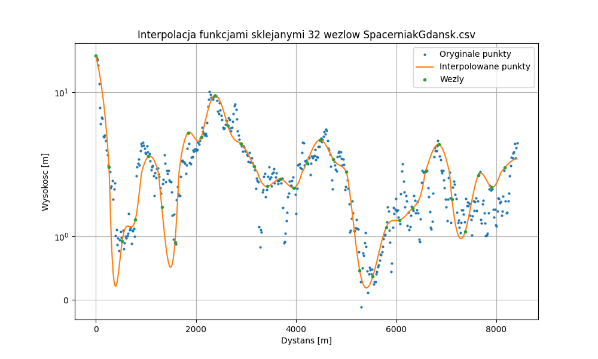 Interpolacja funkcjami sklejanymi 32 wezlow SpacerniakGdansk.csv
Oryginale punkty
Interpolowane punkty
Wezly
Wysokosc [m]
10¹
10⁰
0
0 2000 4000 6000 8000
Dystans [m]